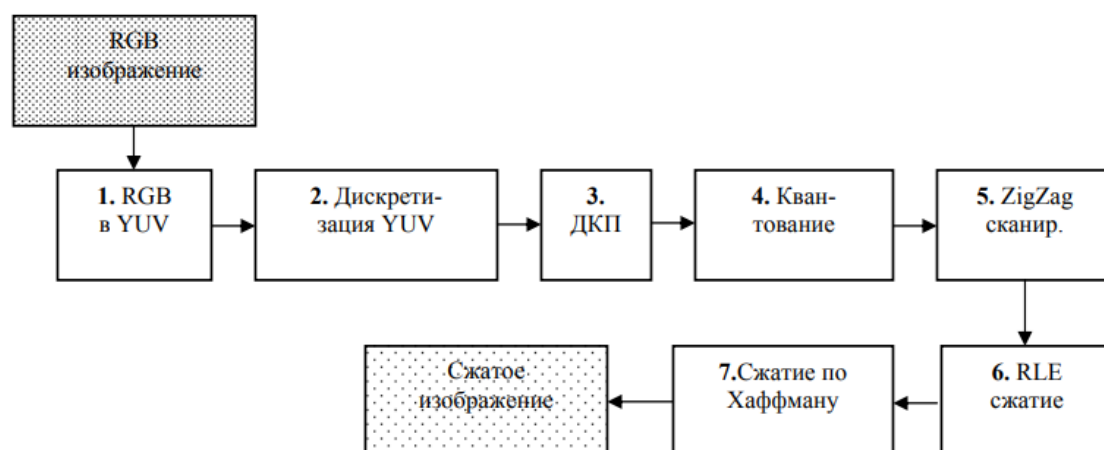 RGB
изображение
1. RGB
в YUV
2. Дискрети-
зация YUV
3.
ДКП
4. Кван-
тование
5. ZigZag
сканир.
6. RLE
сжатие
7.Сжатие по
Хаффману
Сжатое
изображение